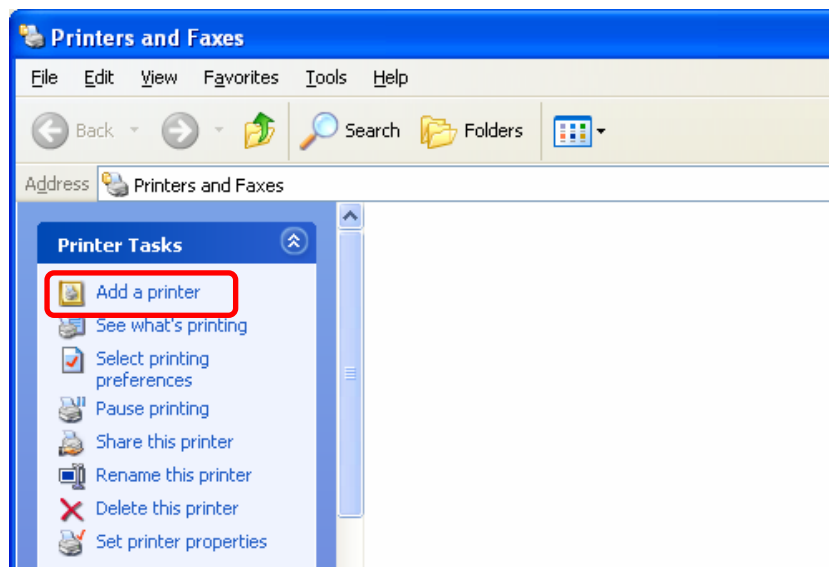 Printers and Faxes
File Edit View Favorites Tools Help
Back Search Folders
Address Printers and Faxes
Printer Tasks
Add a printer
See what's printing
Select printing
preferences
Pause printing
Share this printer
Rename this printer
Delete this printer
Set printer properties